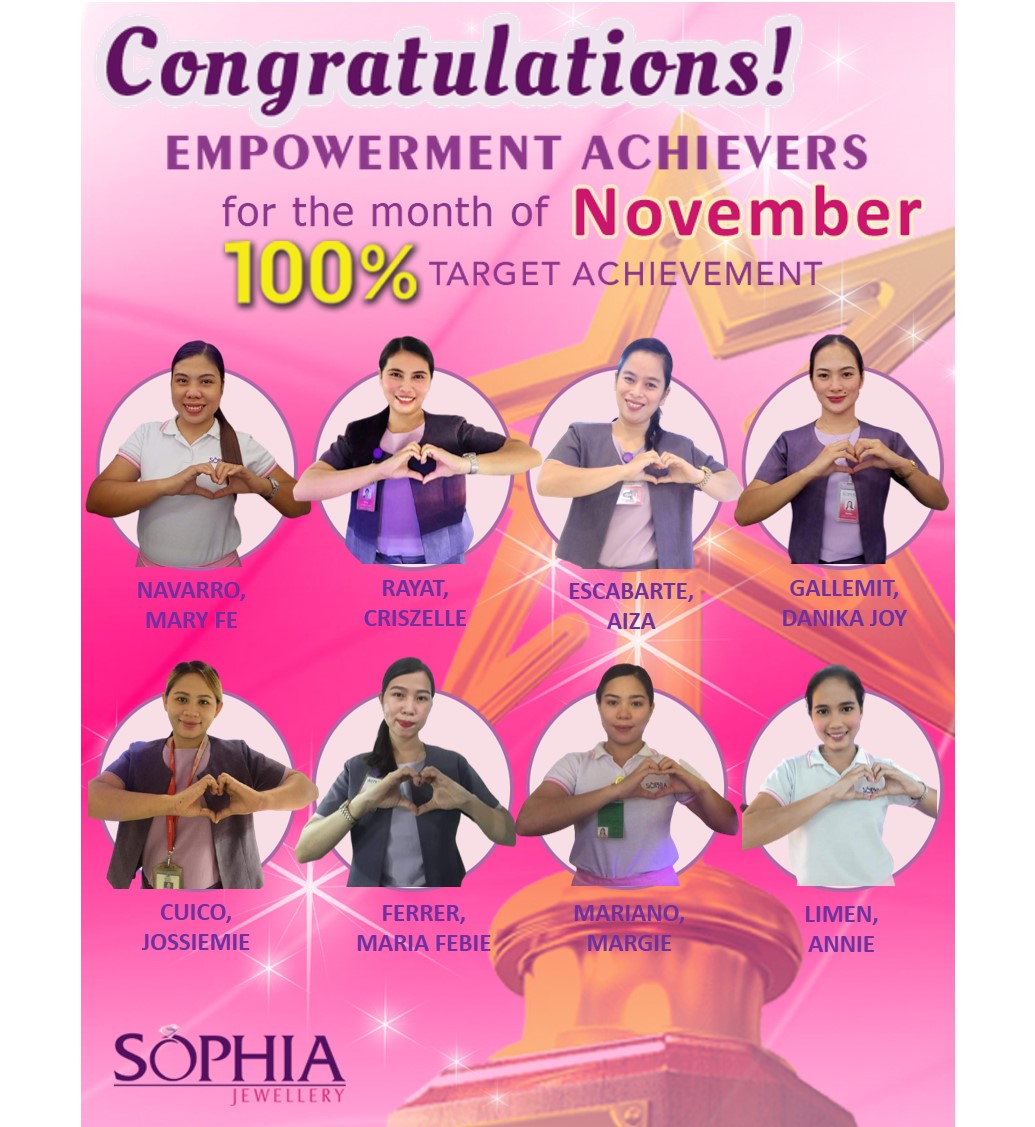 Congratulations!
EMPOWERMENT ACHIEVERS
for the month of November
100% TARGET ACHIEVEMENT
NAVARRO,
MARY FE
RAYAT,
CRISZELLE
ESCABARTE,
AIZA
GALLEMIT,
DANIKA JOY
CUICO,
JOSSIEMIE
FERRER,
MARIA FEBIE
SOPHIA
MARIANO,
MARGIE
LIMEN,
ANNIE
SOPHIA
JEWELLERY